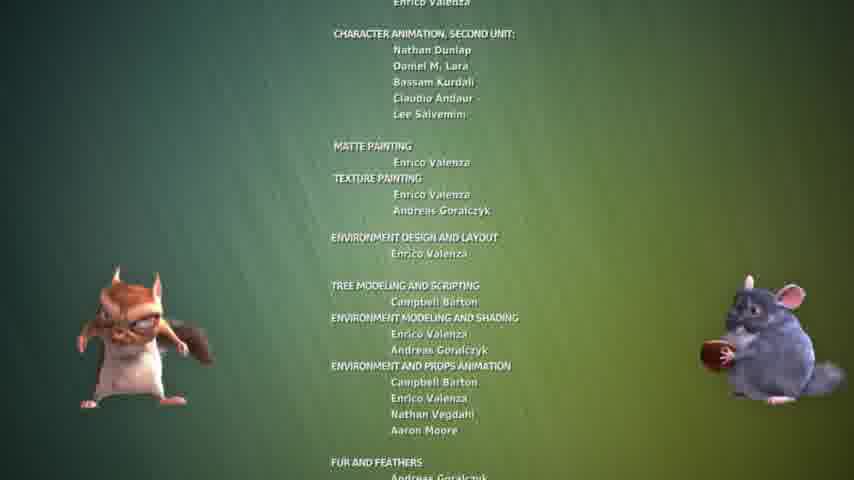 Enrico Valenza
CHARACTER ANIMATION, SECOND UNIT:
Nathan Dunlap
Daniel M. Lara
Bassam Kurdali
Claudio Andaur
Lee Salvemini
MATTE PAINTING
Enrico Valenza
TEXTURE PAINTING
Enrico Valenza
Andreas Goralczyk
ENVIRONMENT DESIGN AND LAYOUT
Enrico Valenza
TREE MODELING AND SCRIPTING
Campbell Barton
ENVIRONMENT MODELING AND SHADING
Enrico Valenza
Andreas Goralczyk
ENVIRONMENT AND PROPS ANIMATION
Campbell Barton
Enrico Valenza
Nathan Vegdahl
Aaron Moore
FUR AND FEATHERS
Andreas Goralczyk